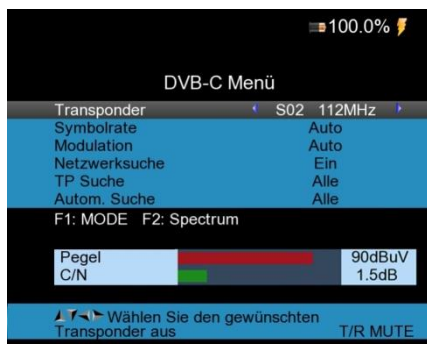 100.0%
DVB-C Menü
Transponder S02 112MHz
Symbolrate Auto
Modulation Auto
Netzwerksuche Ein
TP Suche Alle
Autom. Suche Alle
F1: MODE F2: Spectrum
Pegel 90dBuV
C/N 1.5dB
Wählen Sie den gewünschten
Transponder aus T/R MUTE